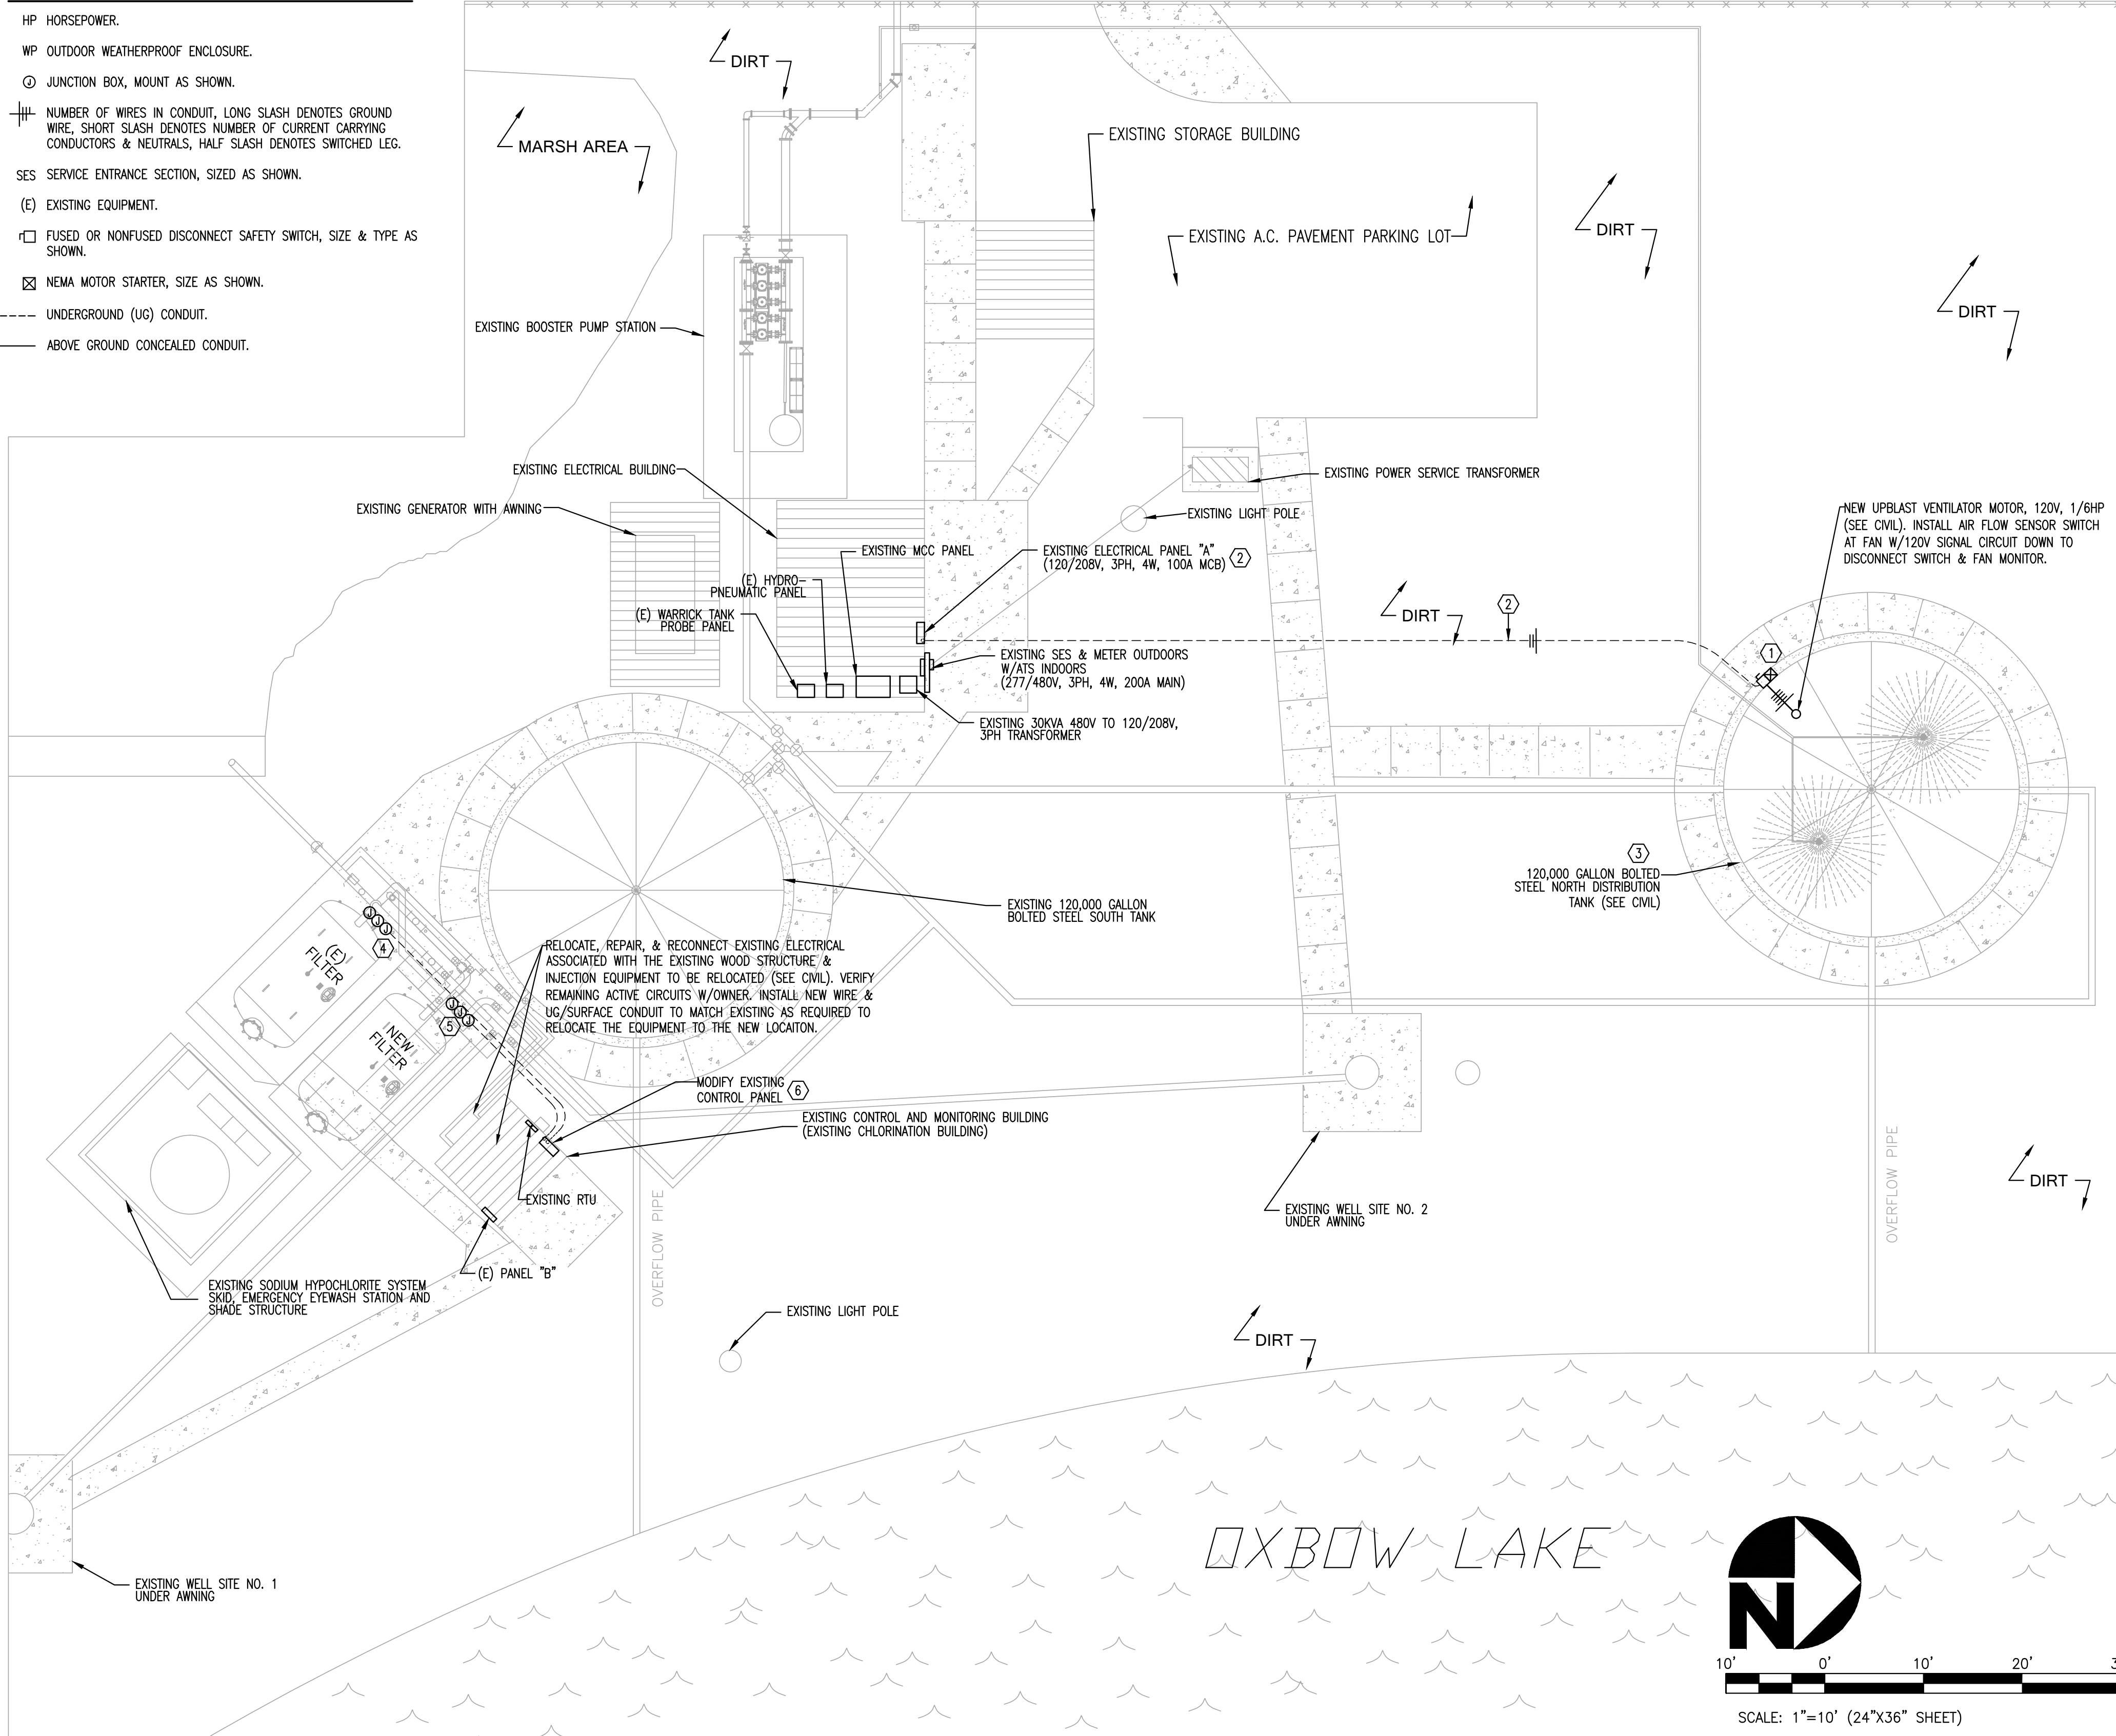 HP HORSEPOWER.
WP OUTDOOR WEATHERPROOF ENCLOSURE.
J JUNCTION BOX, MOUNT AS SHOWN.
NUMBER OF WIRES IN CONDUIT, LONG SLASH DENOTES GROUND
WIRE, SHORT SLASH DENOTES NUMBER OF CURRENT CARRYING
CONDUCTORS & NEUTRALS, HALF SLASH DENOTES SWITCHED LEG.
SES SERVICE ENTRANCE SECTION, SIZED AS SHOWN.
(E) EXISTING EQUIPMENT.
FUSED OR NONFUSED DISCONNECT SAFETY SWITCH, SIZE & TYPE AS
SHOWN.
NEMA MOTOR STARTER, SIZE AS SHOWN.
UNDERGROUND (UG) CONDUIT.
ABOVE GROUND CONCEALED CONDUIT.
DIRT
MARSH AREA
EXISTING STORAGE BUILDING
EXISTING A.C. PAVEMENT PARKING LOT
DIRT
DIRT
EXISTING BOOSTER PUMP STATION
EXISTING ELECTRICAL BUILDING
EXISTING POWER SERVICE TRANSFORMER
EXISTING GENERATOR WITH AWNING
EXISTING LIGHT POLE
NEW UPBLAST VENTILATOR MOTOR, 120V, 1/6HP
(SEE CIVIL). INSTALL AIR FLOW SENSOR SWITCH
AT FAN W/120V SIGNAL CIRCUIT DOWN TO
DISCONNECT SWITCH & FAN MONITOR.
EXISTING MCC PANEL
EXISTING ELECTRICAL PANEL "A"
(120/208V, 3PH, 4W, 100A MCB) 2
(E) HYDRO-
PNEUMATIC PANEL
(E) WARRICK TANK
PROBE PANEL
DIRT
2
1
EXISTING SES & METER OUTDOORS
W/ATS INDOORS
(277/480V, 3PH, 4W, 200A MAIN)
EXISTING 30KVA 480V TO 120/208V,
3PH TRANSFORMER
3
120,000 GALLON BOLTED
STEEL NORTH DISTRIBUTION
TANK (SEE CIVIL)
EXISTING 120,000 GALLON
BOLTED STEEL SOUTH TANK
J
J
J
4
(E)
FILTER
RELOCATE, REPAIR, & RECONNECT EXISTING ELECTRICAL
ASSOCIATED WITH THE EXISTING WOOD STRUCTURE &
INJECTION EQUIPMENT TO BE RELOCATED (SEE CIVIL). VERIFY
REMAINING ACTIVE CIRCUITS W/OWNER. INSTALL NEW WIRE &
UG/SURFACE CONDUIT TO MATCH EXISTING AS REQUIRED TO
RELOCATE THE EQUIPMENT TO THE NEW LOCAITON.
J
J
J
5
NEW
FILTER
MODIFY EXISTING
CONTROL PANEL 6
EXISTING CONTROL AND MONITORING BUILDING
(EXISTING CHLORINATION BUILDING)
EXISTING RTU
(E) PANEL "B"
OVERFLOW PIPE
EXISTING WELL SITE NO. 2
UNDER AWNING
OVERFLOW PIPE
DIRT
EXISTING SODIUM HYPOCHLORITE SYSTEM
SKID, EMERGENCY EYEWASH STATION AND
SHADE STRUCTURE
EXISTING LIGHT POLE
DIRT
OXBOW LAKE
EXISTING WELL SITE NO. 1
UNDER AWNING
N
10' 0' 10' 20'
SCALE: 1"=10' (24"X36" SHEET)